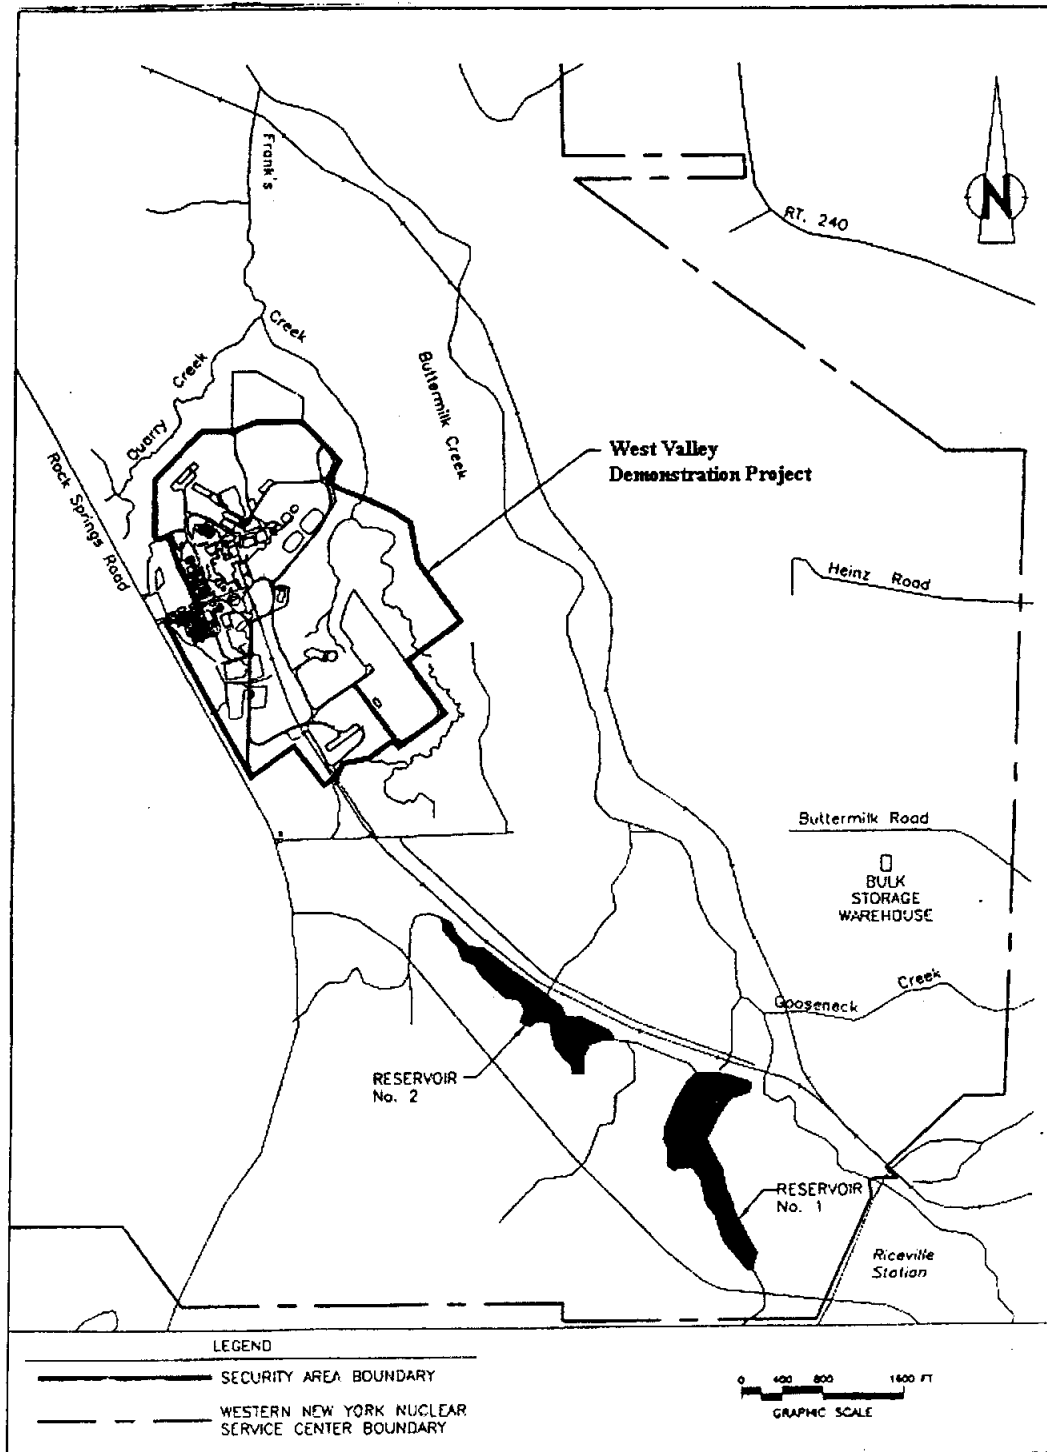 Frank's
Creek
N
RT. 240
Quarry
Creek
Buttermilk Creek
Rock Springs Road
West Valley
Demonstration Project
Heinz Road
Buttermilk Road
BULK
STORAGE
WAREHOUSE
Gooseneck
Creek
RESERVOIR
No. 2
RESERVOIR
No. 1
Riceville
Station
LEGEND
SECURITY AREA BOUNDARY
WESTERN NEW YORK NUCLEAR
SERVICE CENTER BOUNDARY
0 400 800 1600 FT
GRAPHIC SCALE